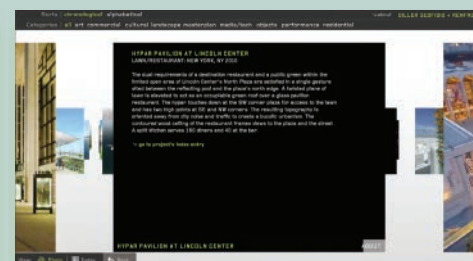 Sorts | chronological alphabetical
DILLER SCOFIDIO + RENFRO
Categories | all art commercial cultural landscape masterplan media/tech objects performance residential
HYPAR PAVILION AT LINCOLN CENTER
LAWN/RESTAURANT: NEW YORK, NY 2010
The dual requirements of a destination restaurant and a public green within the
limited open area of Lincoln Center's North Plaza are satisfied in a single gesture
sited between the reflecting pool and the plaza's north edge. A twisted plane of
lawn is elevated to act as an occupiable green roof over a glass pavilion
restaurant. The hypar touches down at the SW corner plaza for access to the lawn
and has two high points at SE and NW corners. The resulting topography is
oriented away from city noise and traffic to create a bucolic urbanism. The
contoured wood ceiling of the restaurant frames views to the plaza and the street.
A split kitchen serves 150 diners and 40 at the bar.
go to project's index entry
HYPAR PAVILION AT LINCOLN CENTER
ABOUT